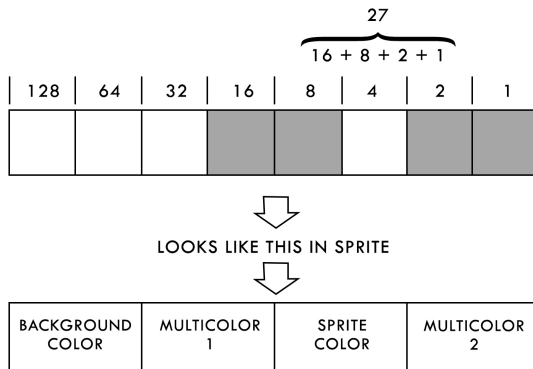 27
16 + 8 + 2 + 1
128 64 32 16 8 4 2 1
LOOKS LIKE THIS IN SPRITE
BACKGROUND COLOR
MULTICOLOR 1
SPRITE COLOR
MULTICOLOR 2